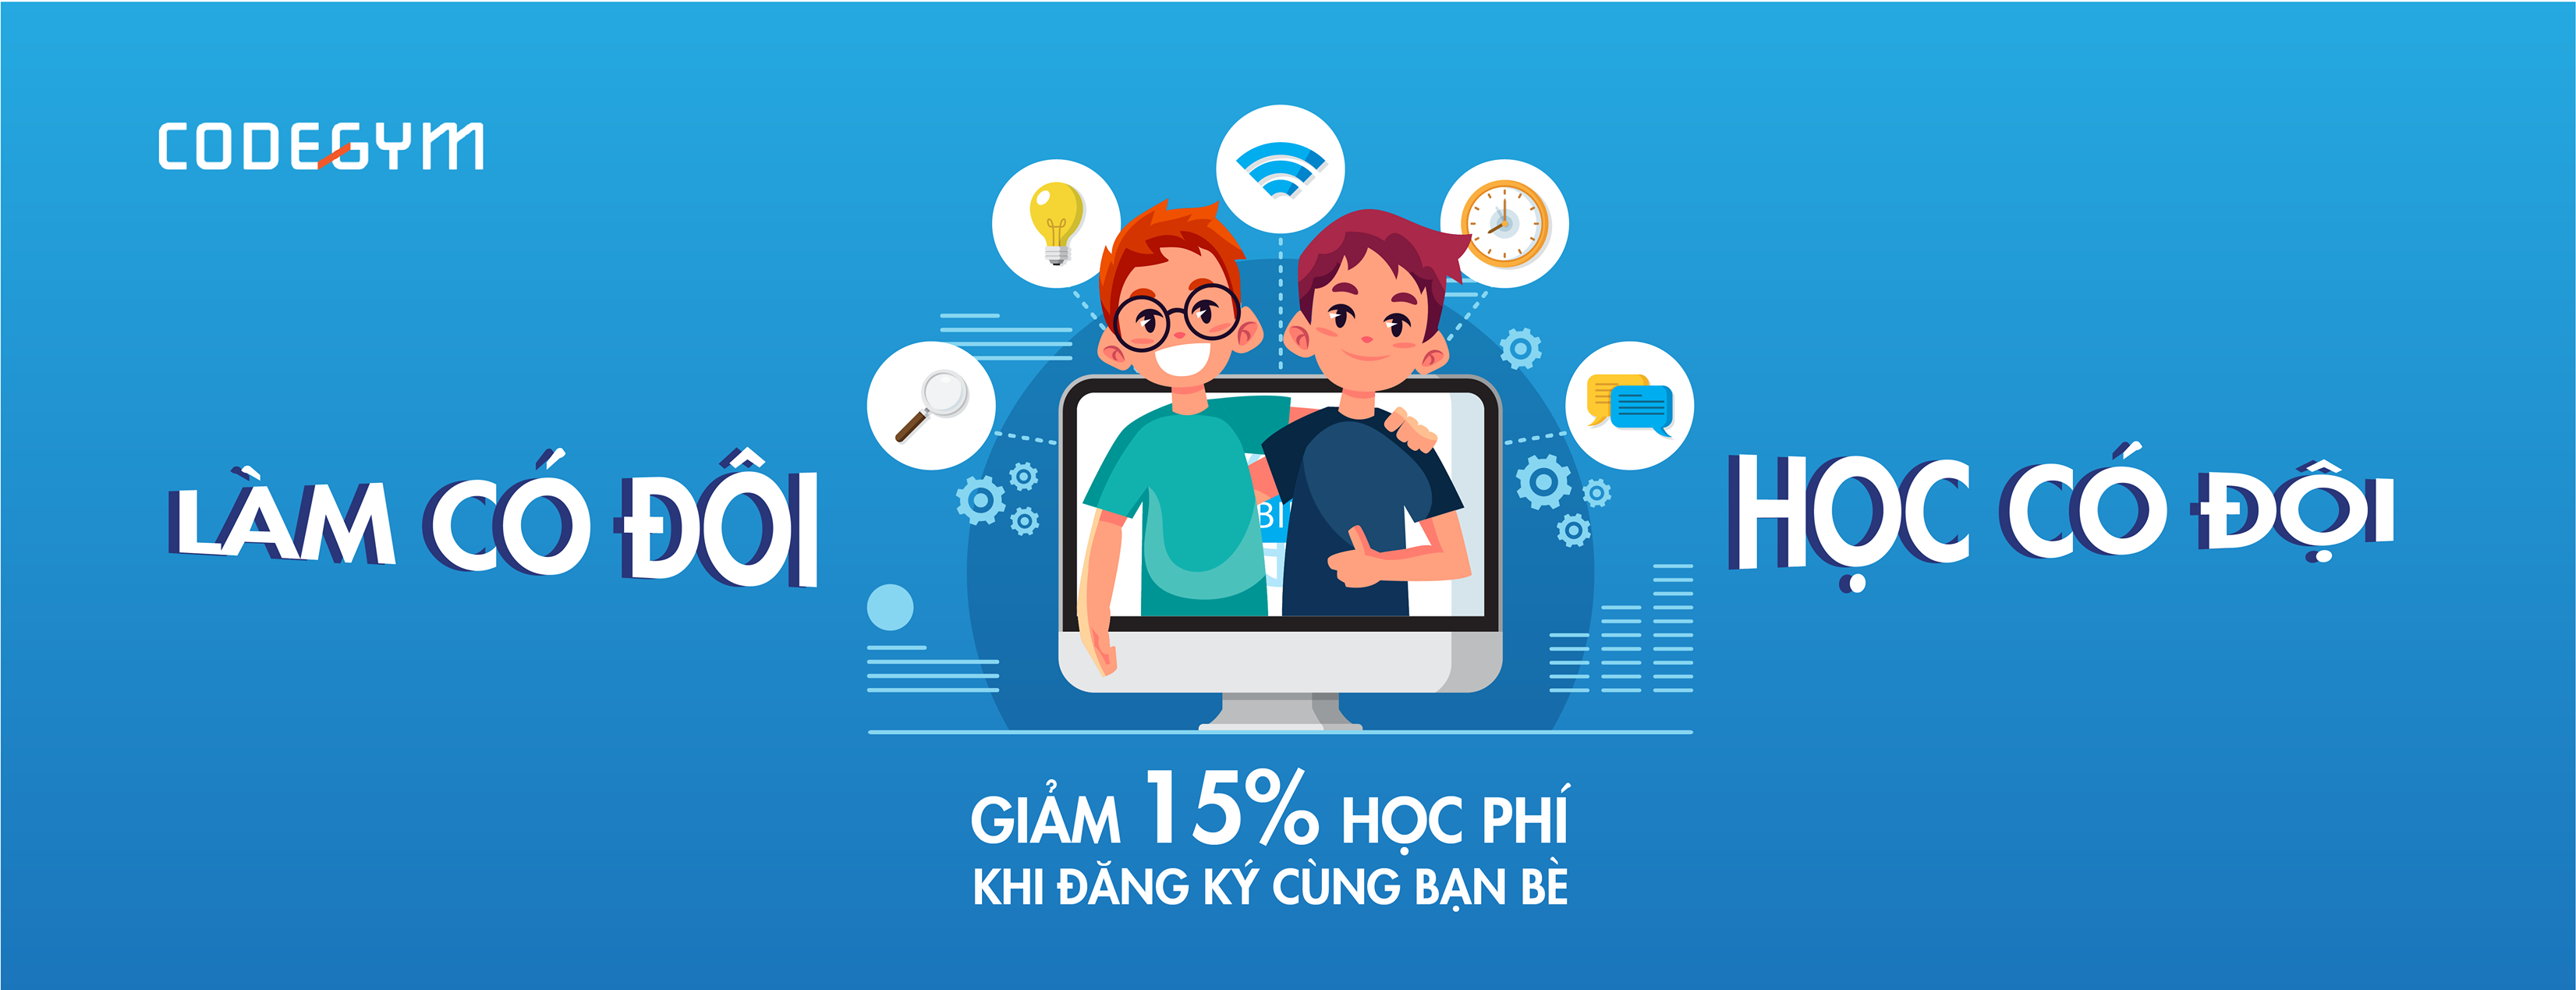 CODEGYM
LÀM CÓ ĐÔI
HỌC CÓ ĐỘI
GIẢM 15% HỌC PHÍ
KHI ĐĂNG KÝ CÙNG BẠN BÈ